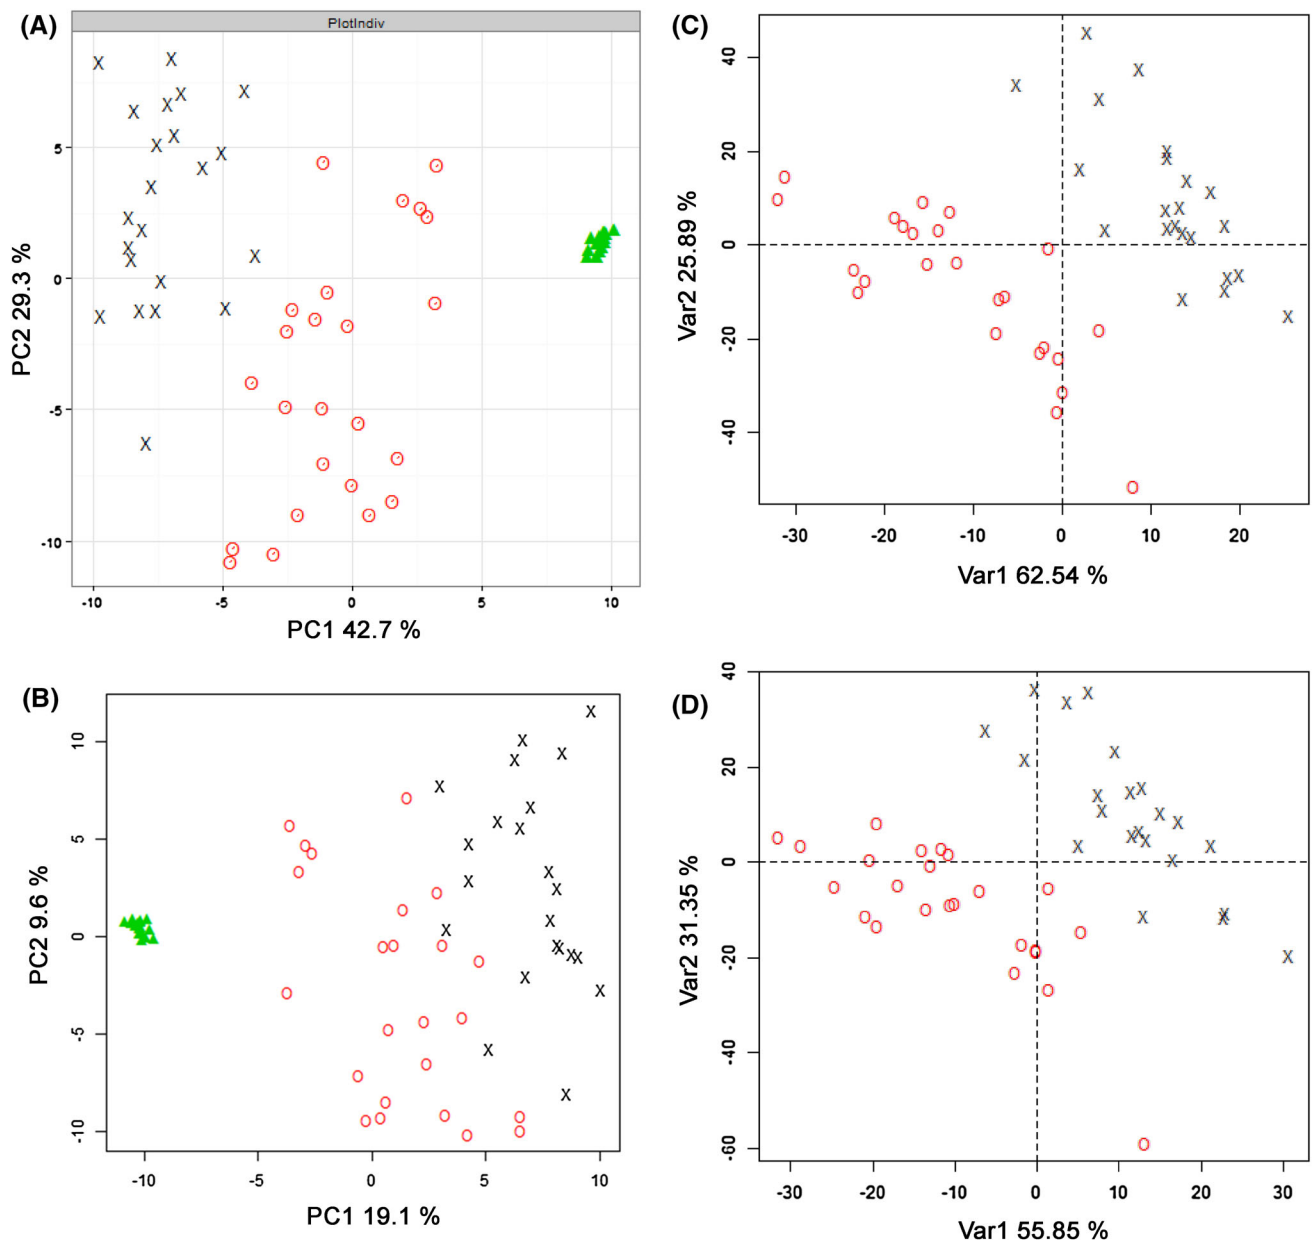 (A)
PlotIndiv
5
0
-5
-10
PC2 29.3 %
-10 -5 0 5 10
PC1 42.7 %
(B)
10
5
0
-5
-10
PC2 9.6 %
-10 -5 0 5 10
PC1 19.1 %
(C)
40
20
0
-20
-40
Var2 25.89 %
-30 -20 -10 0 10 20
Var1 62.54 %
(D)
40
20
0
-20
-40
-60
Var2 31.35 %
-30 -20 -10 0 10 20 30
Var1 55.85 %